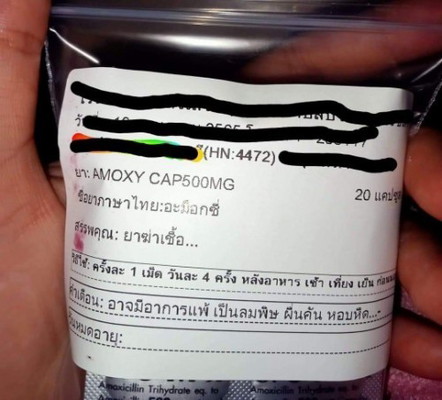 2565
(HN:4472)
ยา: AMOXY CAP500MG
20 แคปซูล
ชื่อยาภาษาไทย:อะม็อกซี่
สรรพคุณ: ยาฆ่าเชื้อ...
วิธีใช้: ครั้งละ 1 เม็ด วันละ 4 ครั้ง หลังอาหาร เช้า เที่ยง เย็น
คำเตือน: อาจมีอาการแพ้ เป็นลมพิษ ผื่นคัน หอบหืด...
วันหมดอายุ:
Amoxicillin Trihydrate eq. to Amoxicillin Trihydrate eq. to
Amoxicillin 500